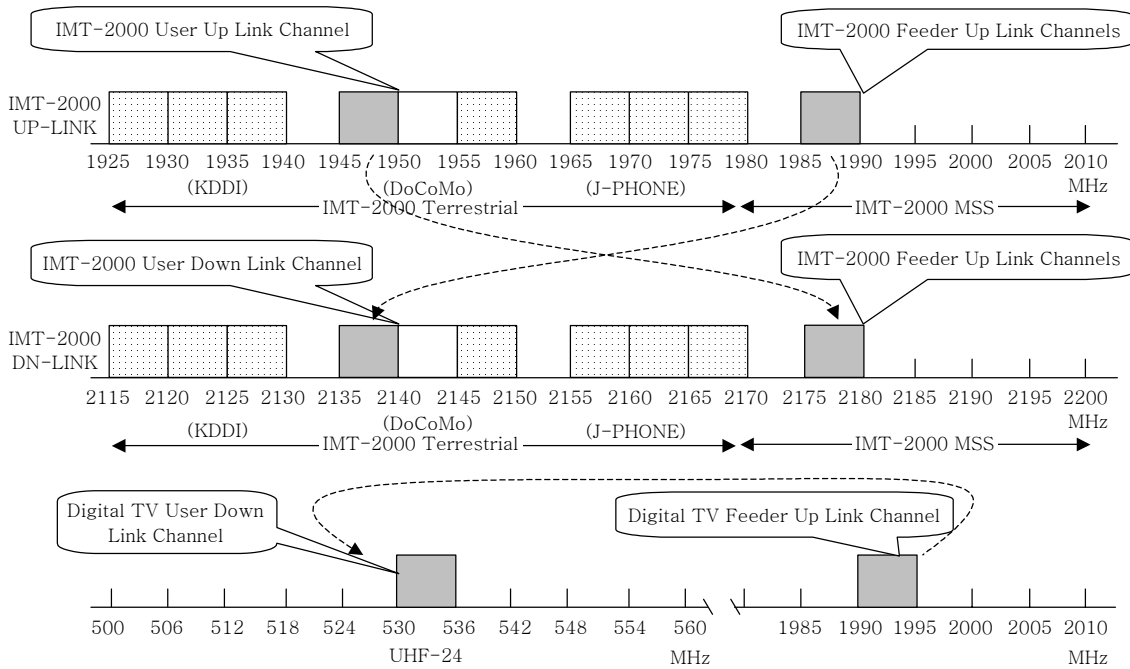 IMT-2000 User Up Link Channel
IMT-2000 Feeder Up Link Channels
IMT-2000
UP-LINK
1925 1930 1935 1940 1945 1950 1955 1960 1965 1970 1975 1980 1985 1990 1995 2000 2005 2010
(KDDI) (DoCoMo) (J-PHONE) MHz
IMT-2000 Terrestrial IMT-2000 MSS
IMT-2000 User Down Link Channel
IMT-2000 Feeder Up Link Channels
IMT-2000
DN-LINK
2115 2120 2125 2130 2135 2140 2145 2150 2155 2160 2165 2170 2175 2180 2190 2195 2195 2200
(KDDI) (DoCoMo) (J-PHONE) MHz
IMT-2000 Terrestrial IMT-2000 MSS
Digital TV User Down
Link Channel
Digital TV Feeder Up Link Channel
500 506 512 518 524 530 536 542 548 554 560 1985 1990 1995 2000 2005 2010
UHF-24 MHz MHz